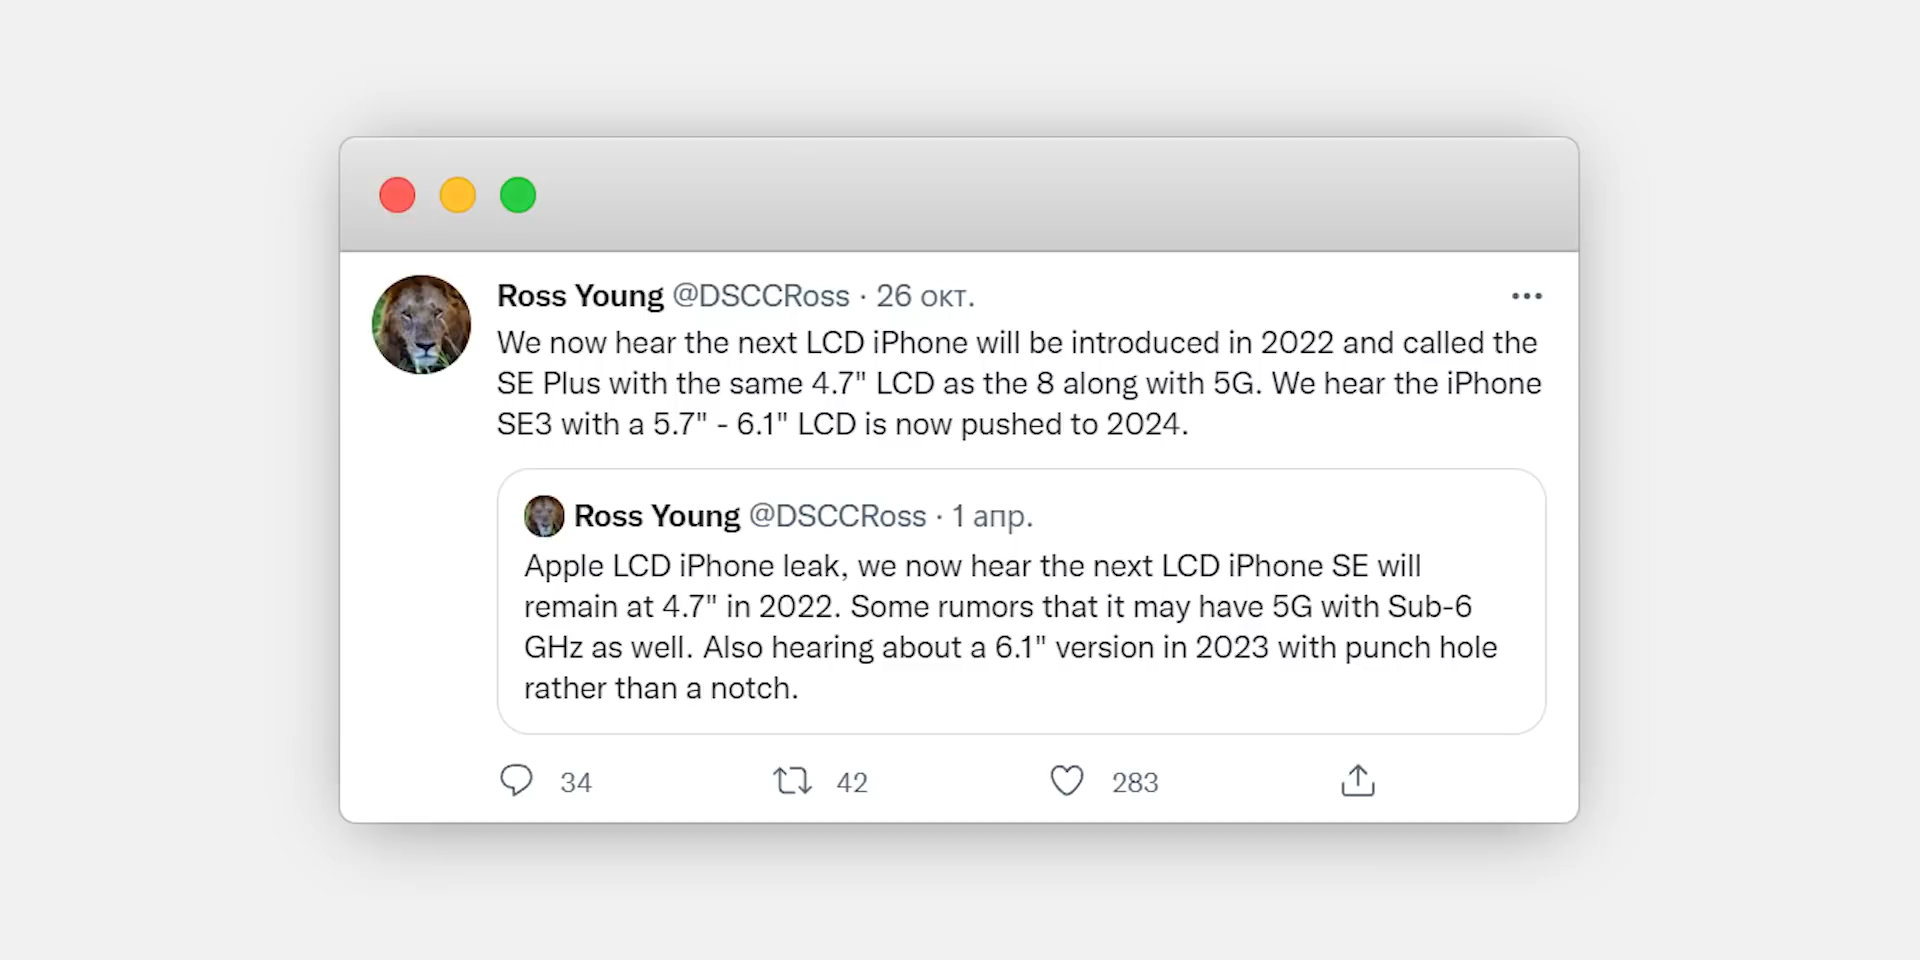 Ross Young @DSCCRoss · 26 окт.
We now hear the next LCD iPhone will be introduced in 2022 and called the
SE Plus with the same 4.7" LCD as the 8 along with 5G. We hear the iPhone
SE3 with a 5.7" - 6.1" LCD is now pushed to 2024.
Ross Young @DSCCRoss · 1 апр.
Apple LCD iPhone leak, we now hear the next LCD iPhone SE will
remain at 4.7" in 2022. Some rumors that it may have 5G with Sub-6
GHz as well. Also hearing about a 6.1" version in 2023 with punch hole
rather than a notch.
34 42 283